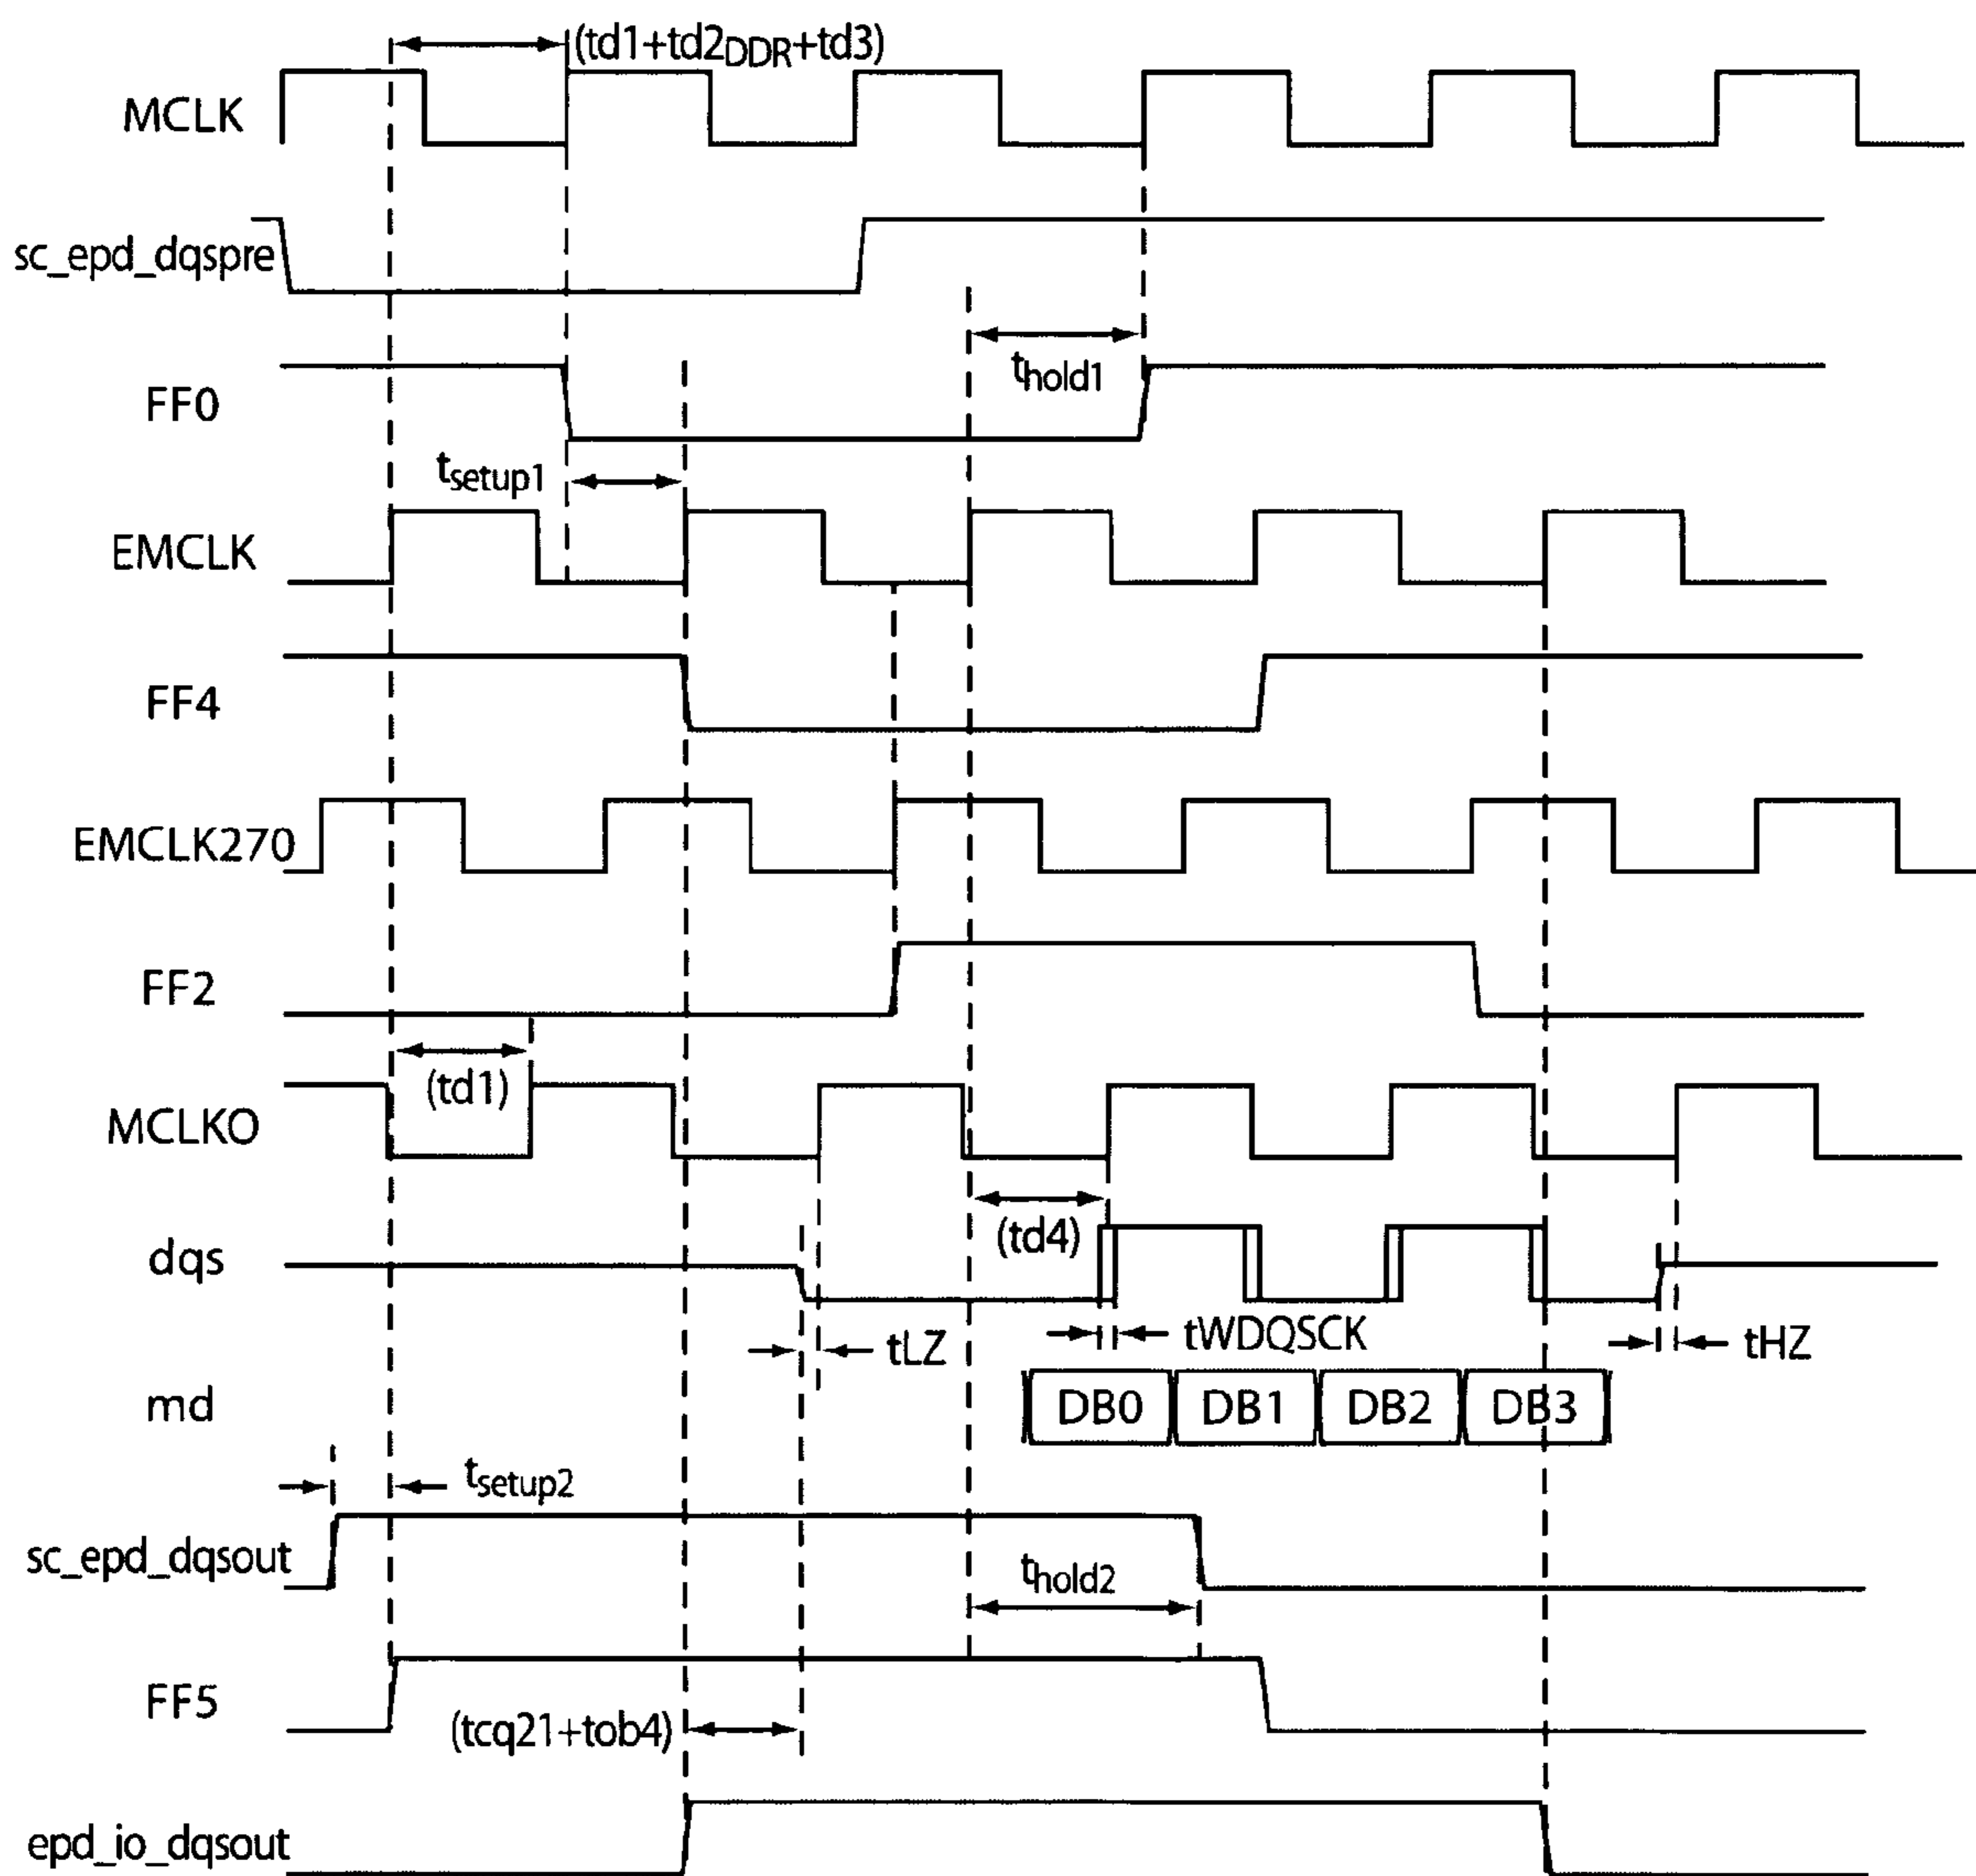 (td1+td2DDR+td3)
MCLK
sc_epd_dqspre
thold1
FF0
tsetup1
EMCLK
FF4
EMCLK270
FF2
(td1)
MCLKO
(td4)
dqs
tWDQSCK
tLZ
tHZ
md
DB0 DB1 DB2 DB3
tsetup2
sc_epd_dqsout
thold2
FF5
(tcq21+tob4)
epd_io_dqsout